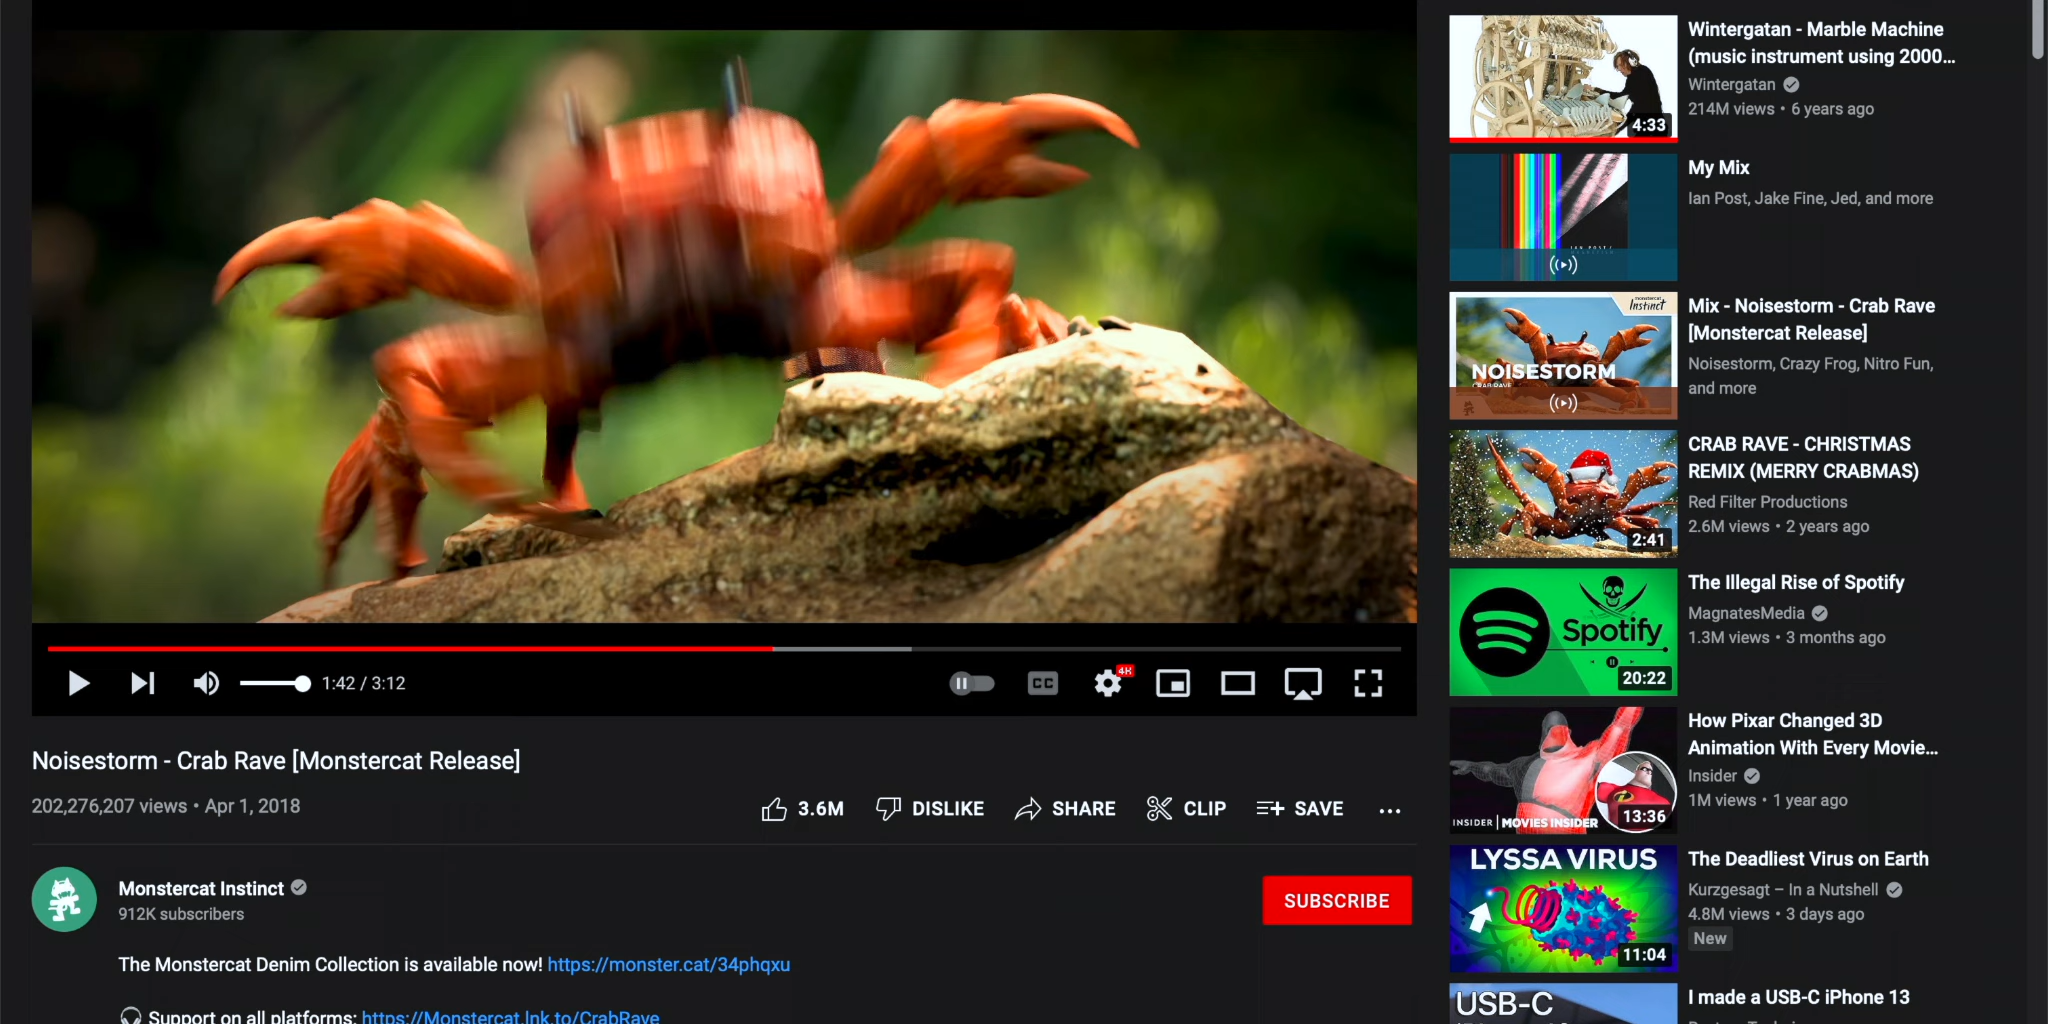 1:42 / 3:12
CC
4K
Noisestorm - Crab Rave [Monstercat Release]
202,276,207 views • Apr 1, 2018
3.6M
DISLIKE
SHARE
CLIP
SAVE
Monstercat Instinct
912K subscribers
SUBSCRIBE
The Monstercat Denim Collection is available now! https://monster.cat/34phqxu
Support on all platforms: https://Monstercat.lnk.to/CrabRave
4:33
Wintergatan - Marble Machine
(music instrument using 2000...
Wintergatan
214M views • 6 years ago
My Mix
Ian Post, Jake Fine, Jed, and more
monstercat
Instinct
NOISESTORM
CRAB RAVE
Mix - Noisestorm - Crab Rave
[Monstercat Release]
Noisestorm, Crazy Frog, Nitro Fun,
and more
2:41
CRAB RAVE - CHRISTMAS
REMIX (MERRY CRABMAS)
Red Filter Productions
2.6M views • 2 years ago
Spotify
20:22
The Illegal Rise of Spotify
MagnatesMedia
1.3M views • 3 months ago
INSIDER | MOVIES INSIDER
13:36
How Pixar Changed 3D
Animation With Every Movie...
Insider
1M views • 1 year ago
LYSSA VIRUS
11:04
The Deadliest Virus on Earth
Kurzgesagt – In a Nutshell
4.8M views • 3 days ago
New
USB-C
I made a USB-C iPhone 13